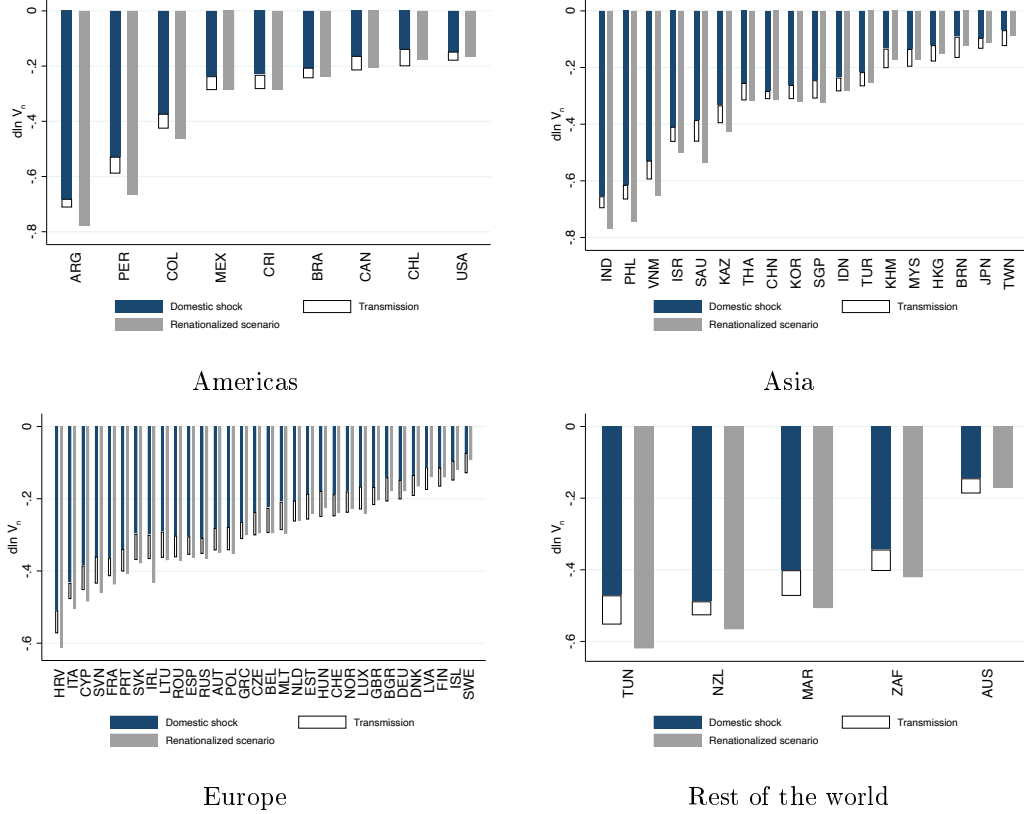 0
-.2
-.4
-.6
-.8
dln Vn
ARG PER COL MEX CRI BRA CAN CHL USA
Domestic shock Transmission
Renationalized scenario
Americas
0
-.2
-.4
-.6
-.8
dln Vn
IND PHL VNM ISR SAU KAZ THA CHN KOR SGP IDN TUR KHM MYS HKG BRN JPN TWN
Domestic shock Transmission
Renationalized scenario
Asia
0
-.2
-.4
-.6
dln Vn
HRV ITA CYP SVN FRA PRT SVK IRL LTU ROU ESP RUS AUT POL GRC CZE BEL MLT NLD EST HUN CHE NOR LUX GBR BGR DEU DNK LVA FIN ISL SWE
Domestic shock Transmission
Renationalized scenario
Europe
0
-.2
-.4
-.6
dln Vn
TUN NZL MAR ZAF AUS
Domestic shock Transmission
Renationalized scenario
Rest of the world